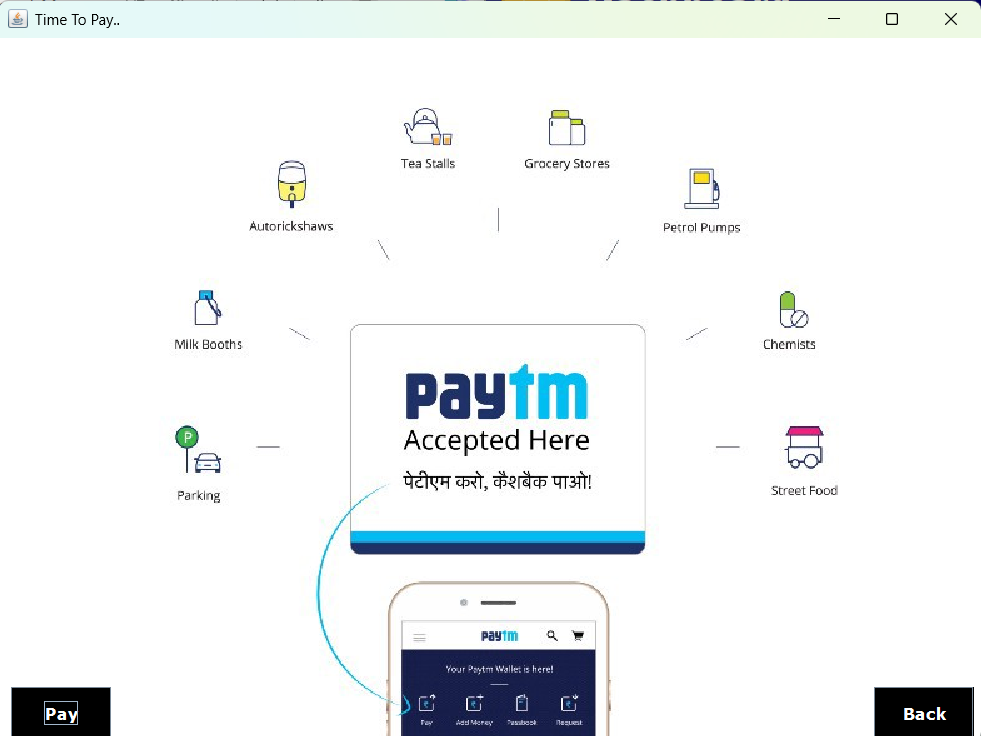 Time To Pay..
Tea Stalls
Grocery Stores
Autorickshaws
Petrol Pumps
Milk Booths
Chemists
paytm
Accepted Here
पेटीएम करो, कैशबैक पाओ!
P
Parking
Street Food
paytm
Your Paytm Wallet is here!
Pay
Add Money
Passbook
Request
Pay
Back